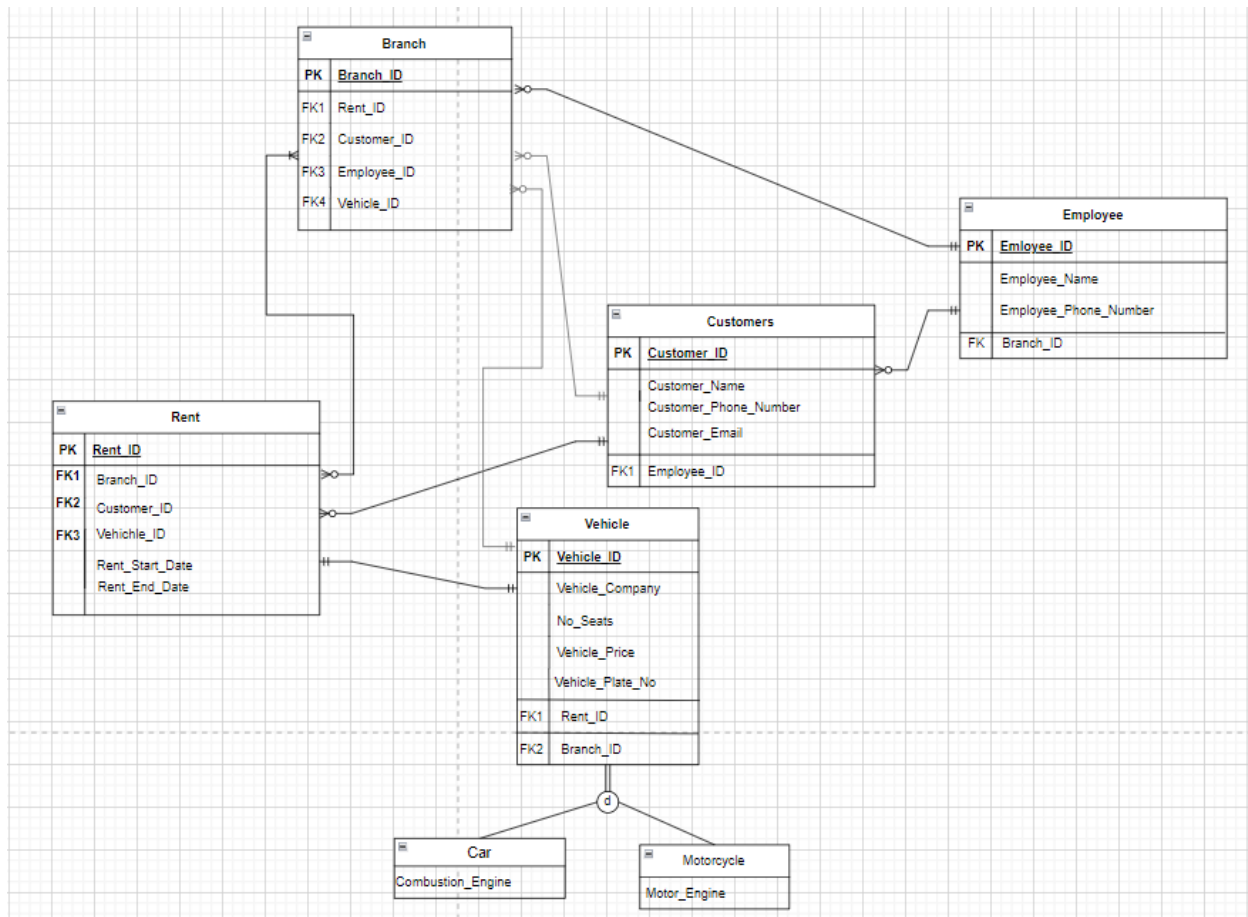 Branch
PK Branch_ID
FK1 Rent_ID
FK2 Customer_ID
FK3 Employee_ID
FK4 Vehicle_ID
Employee
PK Emloyee_ID
Employee_Name
Employee_Phone_Number
FK Branch_ID
Customers
PK Customer_ID
Customer_Name
Customer_Phone_Number
Customer_Email
FK1 Employee_ID
Rent
PK Rent_ID
FK1 Branch_ID
FK2 Customer_ID
FK3 Vehichle_ID
Rent_Start_Date
Rent_End_Date
Vehicle
PK Vehicle_ID
Vehicle_Company
No_Seats
Vehicle_Price
Vehicle_Plate_No
FK1 Rent_ID
FK2 Branch_ID
d
Car
Combustion_Engine
Motorcycle
Motor_Engine